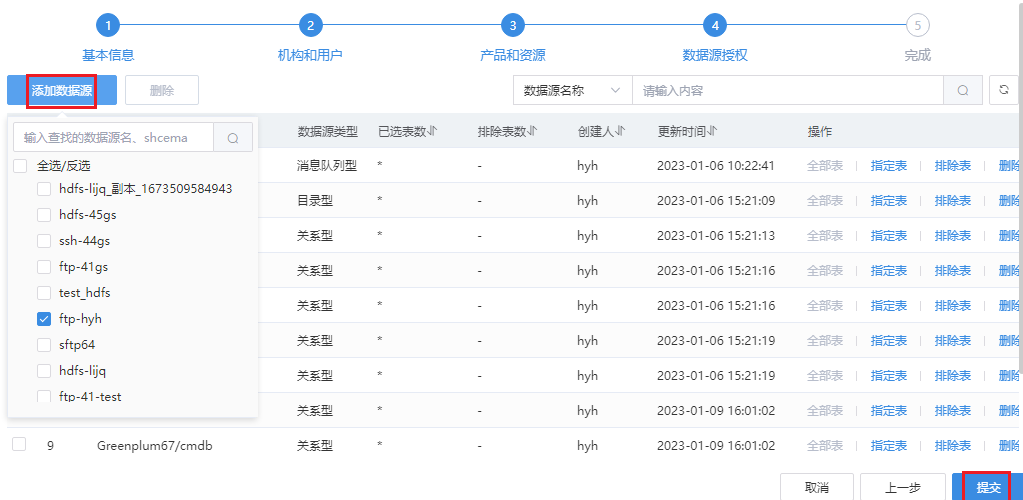 1 2 3 4 5
基本信息 机构和用户 产品和资源 数据源授权 完成
添加数据源 删除 数据源名称 请输入内容
输入查找的数据源名、shcema
全选/反选
hdfs-lijq_副本_1673509584943
hdfs-45gs
ssh-44gs
ftp-41gs
test_hdfs
ftp-hyh
sftp64
hdfs-lijq
ftp-41-test
数据源类型 已选表数 排除表数 创建人 更新时间 操作
消息队列型 * - hyh 2023-01-06 10:22:41 全部表 指定表 排除表 删除
目录型 * - hyh 2023-01-06 15:21:09 全部表 指定表 排除表 删除
关系型 * - hyh 2023-01-06 15:21:13 全部表 指定表 排除表 删除
关系型 * - hyh 2023-01-06 15:21:16 全部表 指定表 排除表 删除
关系型 * - hyh 2023-01-06 15:21:16 全部表 指定表 排除表 删除
关系型 * - hyh 2023-01-06 15:21:19 全部表 指定表 排除表 删除
关系型 * - hyh 2023-01-06 15:21:19 全部表 指定表 排除表 删除
关系型 * - hyh 2023-01-09 16:01:02 全部表 指定表 排除表 删除
9 Greenplum67/cmdb 关系型 * - hyh 2023-01-09 16:01:02 全部表 指定表 排除表 删除
取消 上一步 提交